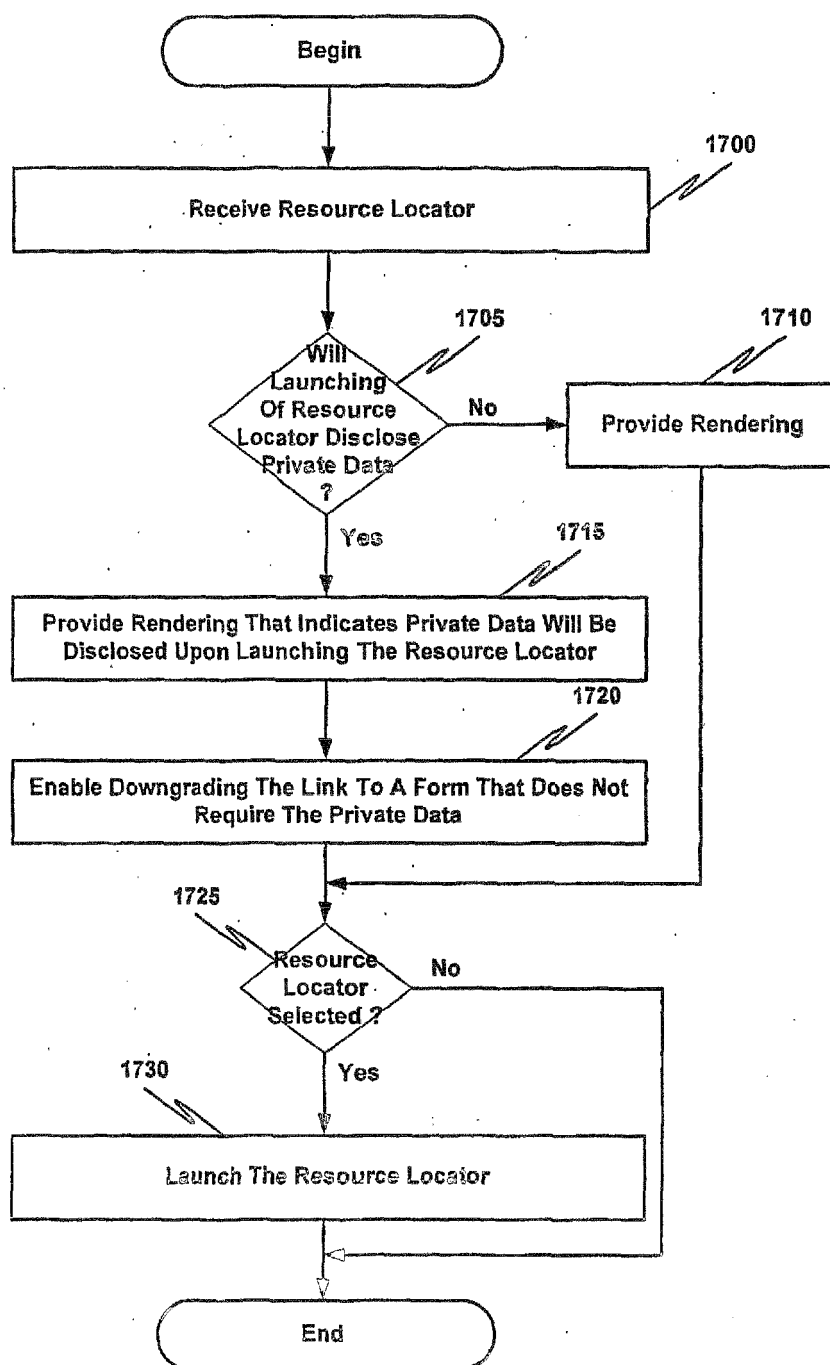 Begin
1700
Receive Resource Locator
1705
Will
Launching
Of Resource
Locator Disclose
Private Data
?
No
1710
Provide Rendering
Yes
1715
Provide Rendering That Indicates Private Data Will Be
Disclosed Upon Launching The Resource Locator
1720
Enable Downgrading The Link To A Form That Does Not
Require The Private Data
1725
Resource
Locator
Selected ?
No
Yes
1730
Launch The Resource Locator
End